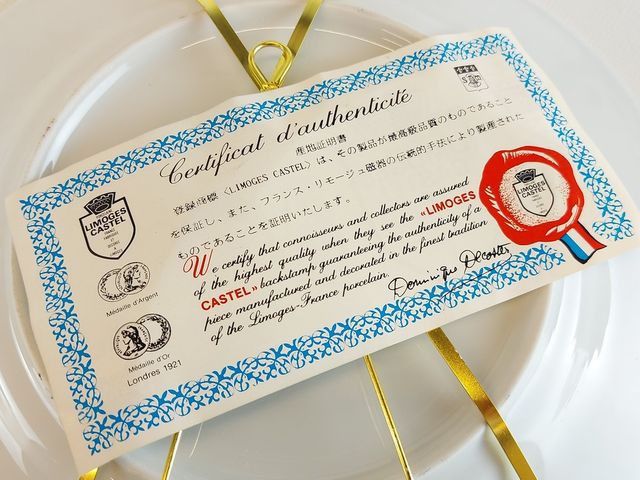 Certificat d'authenticité
産地証明書
登録商標〈LIMOGES CASTEL〉は、その製品が最高級品質のものであること
を保証し、また、フランス・リモージュ磁器の伝統的手法により製産された
ものであることを証明いたします。
We certify that connoisseurs and collectors are assured
of the highest quality when they see the «LIMOGES
CASTEL» backstamp guaranteeing the authenticity of a
piece manufactured and decorated in the finest tradition
of the Limoges-France porcelain.
LIMOGES
CASTEL
FRANCE
Médaille d'Argent
Médaille d'Or
Londres 1921
LIMOGES
CASTEL